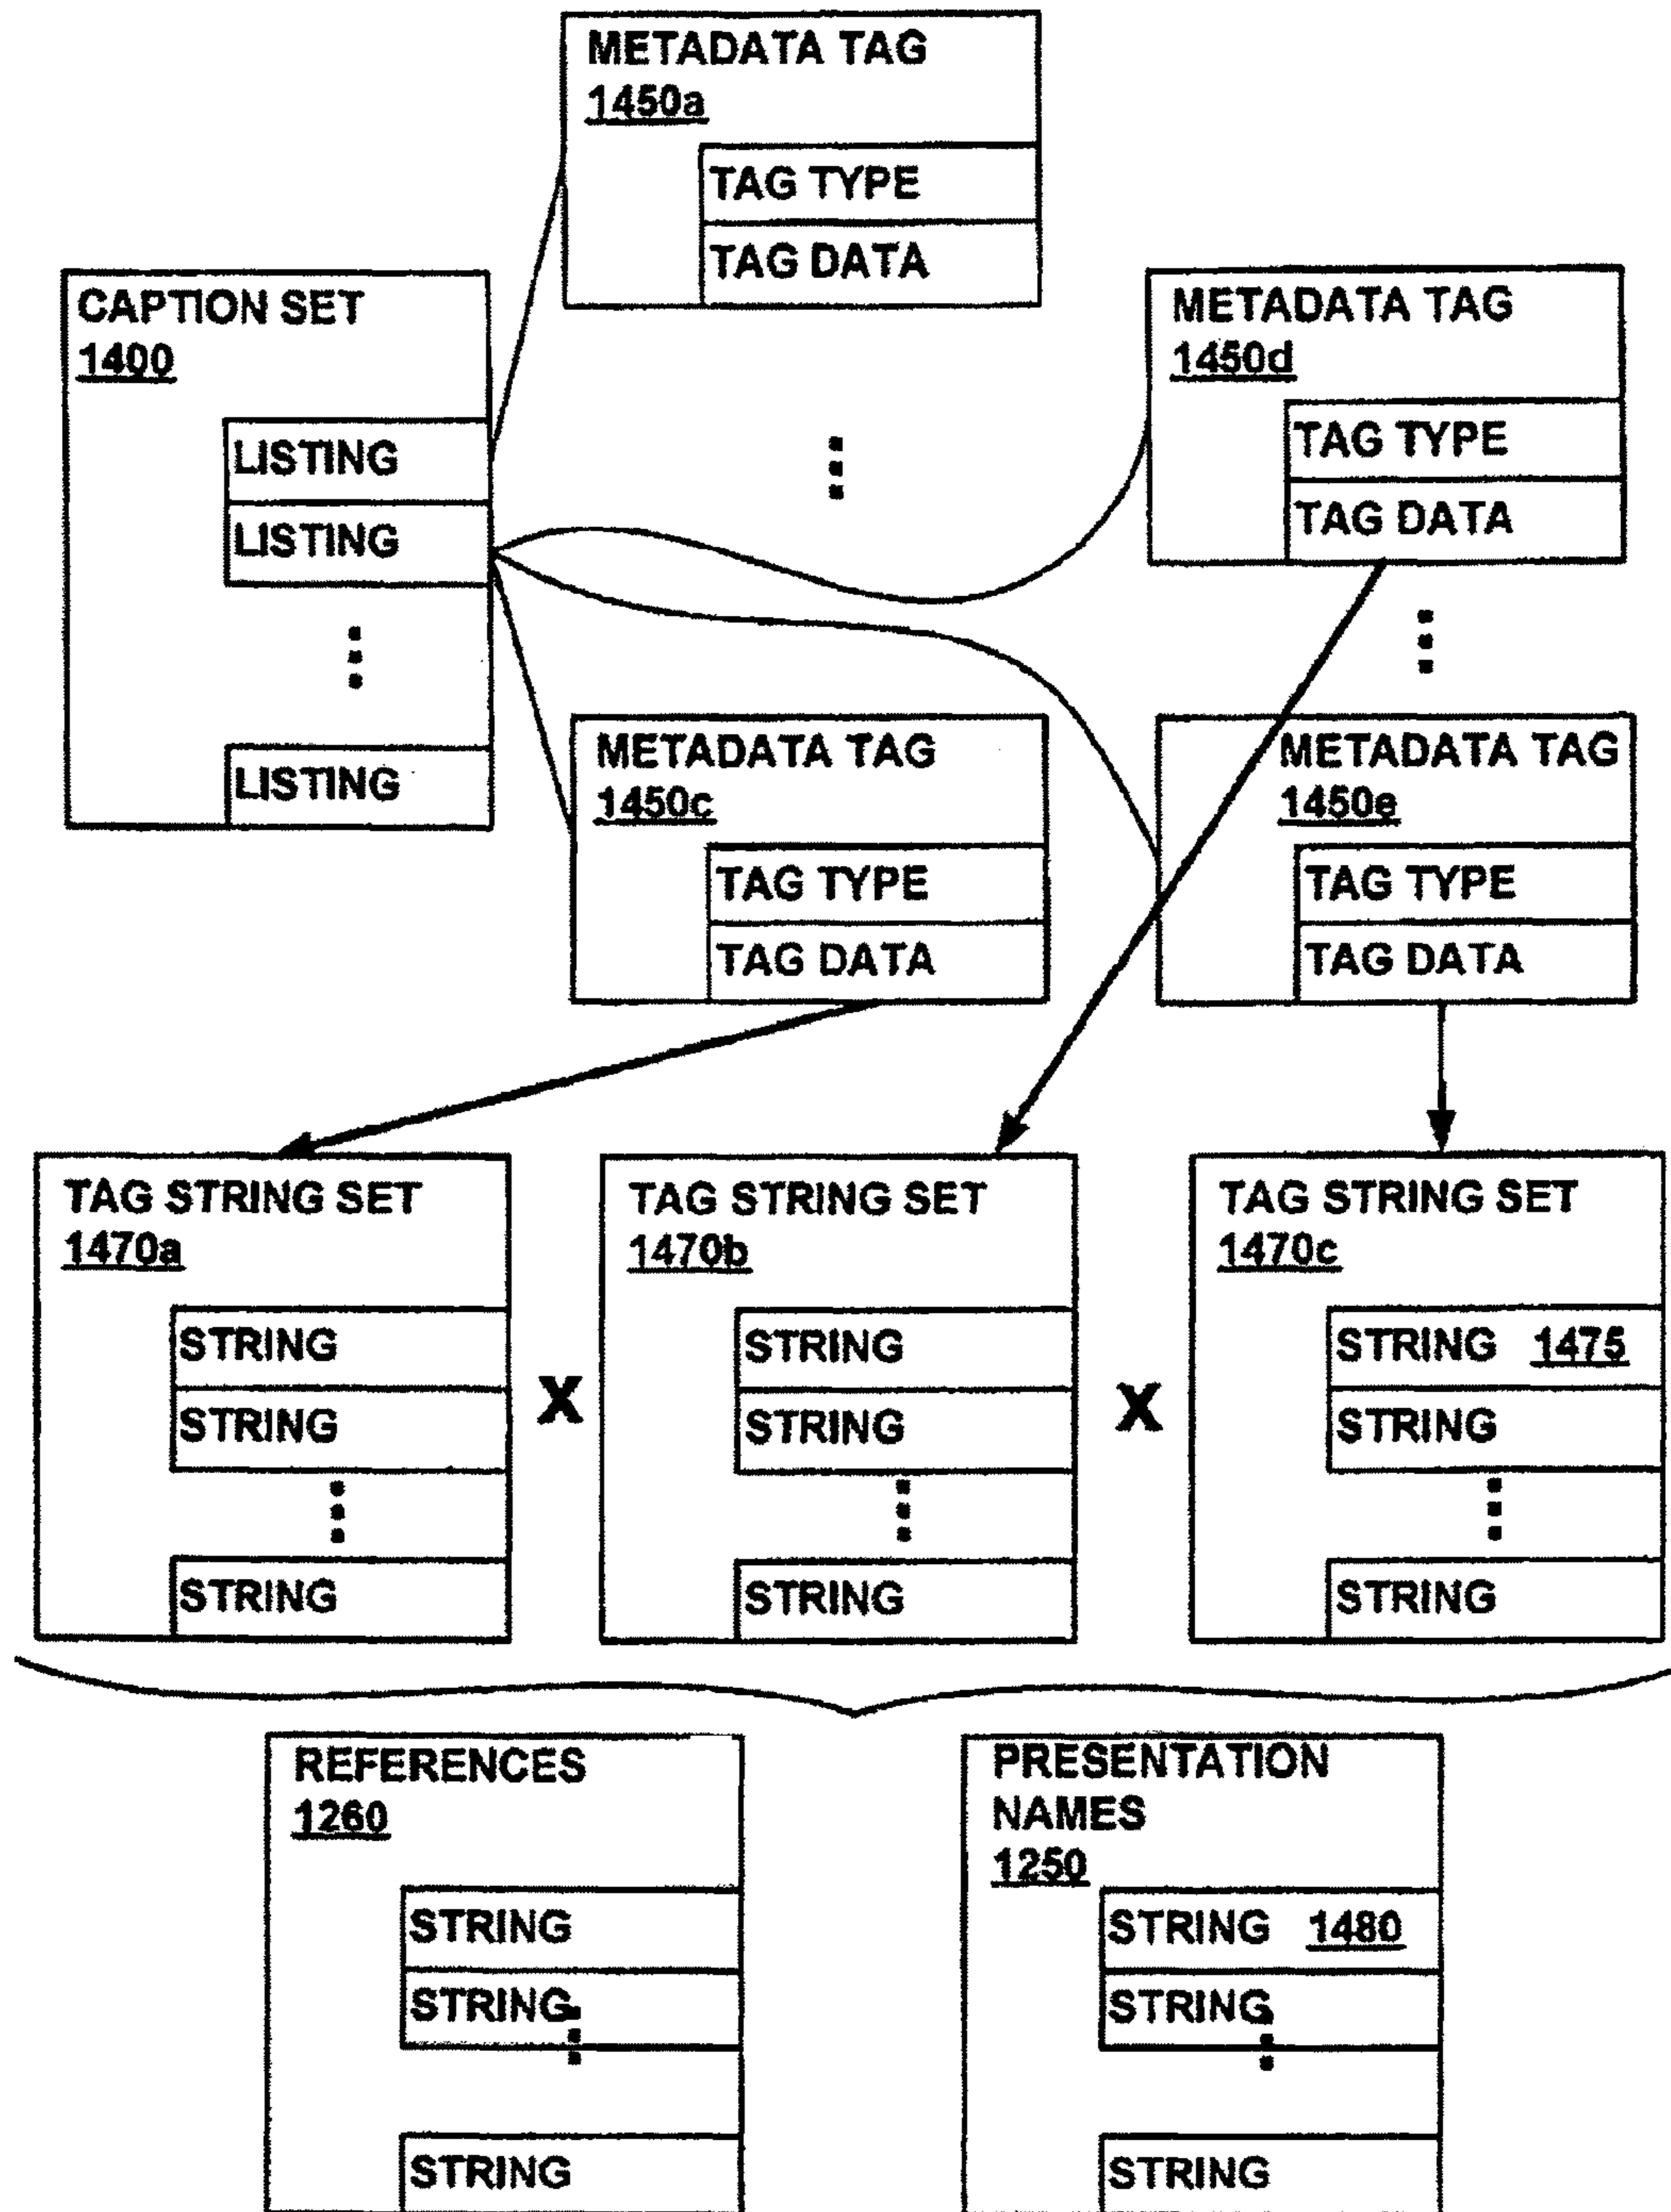 METADATA TAG
1450a
TAG TYPE
TAG DATA
CAPTION SET
1400
LISTING
LISTING
LISTING
METADATA TAG
1450d
TAG TYPE
TAG DATA
METADATA TAG
1450c
TAG TYPE
TAG DATA
METADATA TAG
1450e
TAG TYPE
TAG DATA
TAG STRING SET
1470a
STRING
STRING
STRING
X
TAG STRING SET
1470b
STRING
STRING
STRING
X
TAG STRING SET
1470c
STRING 1475
STRING
STRING
REFERENCES
1260
STRING
STRING
STRING
PRESENTATION
NAMES
1250
STRING 1480
STRING
STRING